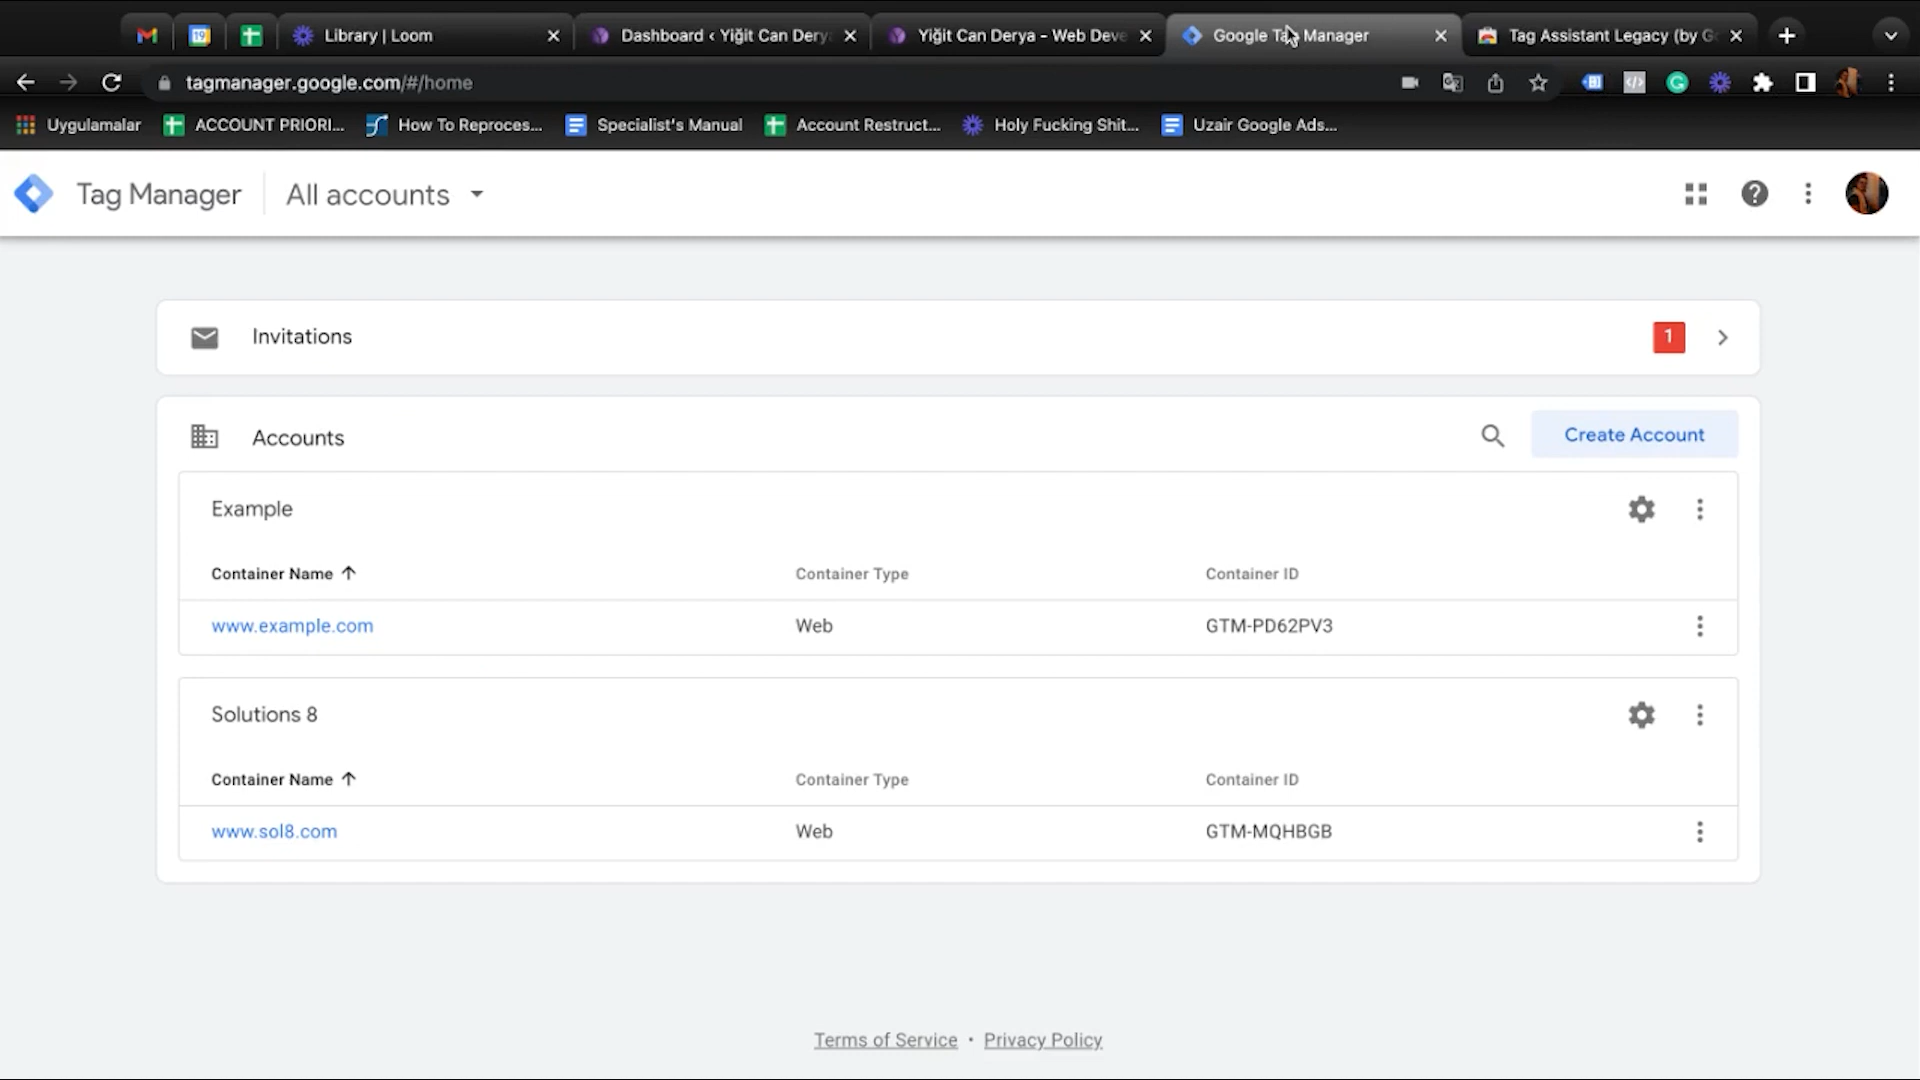 Library | Loom
Dashboard ‹ Yiğit Can Dery
Yiğit Can Derya - Web Deve
Google Tag Manager
Tag Assistant Legacy (by G
tagmanager.google.com/#/home
Uygulamalar
ACCOUNT PRIORI...
How To Reproces...
Specialist's Manual
Account Restruct...
Holy Fucking Shit...
Uzair Google Ads...
Tag Manager
All accounts
Invitations
1
Accounts
Create Account
Example
Container Name
Container Type
Container ID
www.example.com
Web
GTM-PD62PV3
Solutions 8
Container Name
Container Type
Container ID
www.sol8.com
Web
GTM-MQHBGB
Terms of Service • Privacy Policy